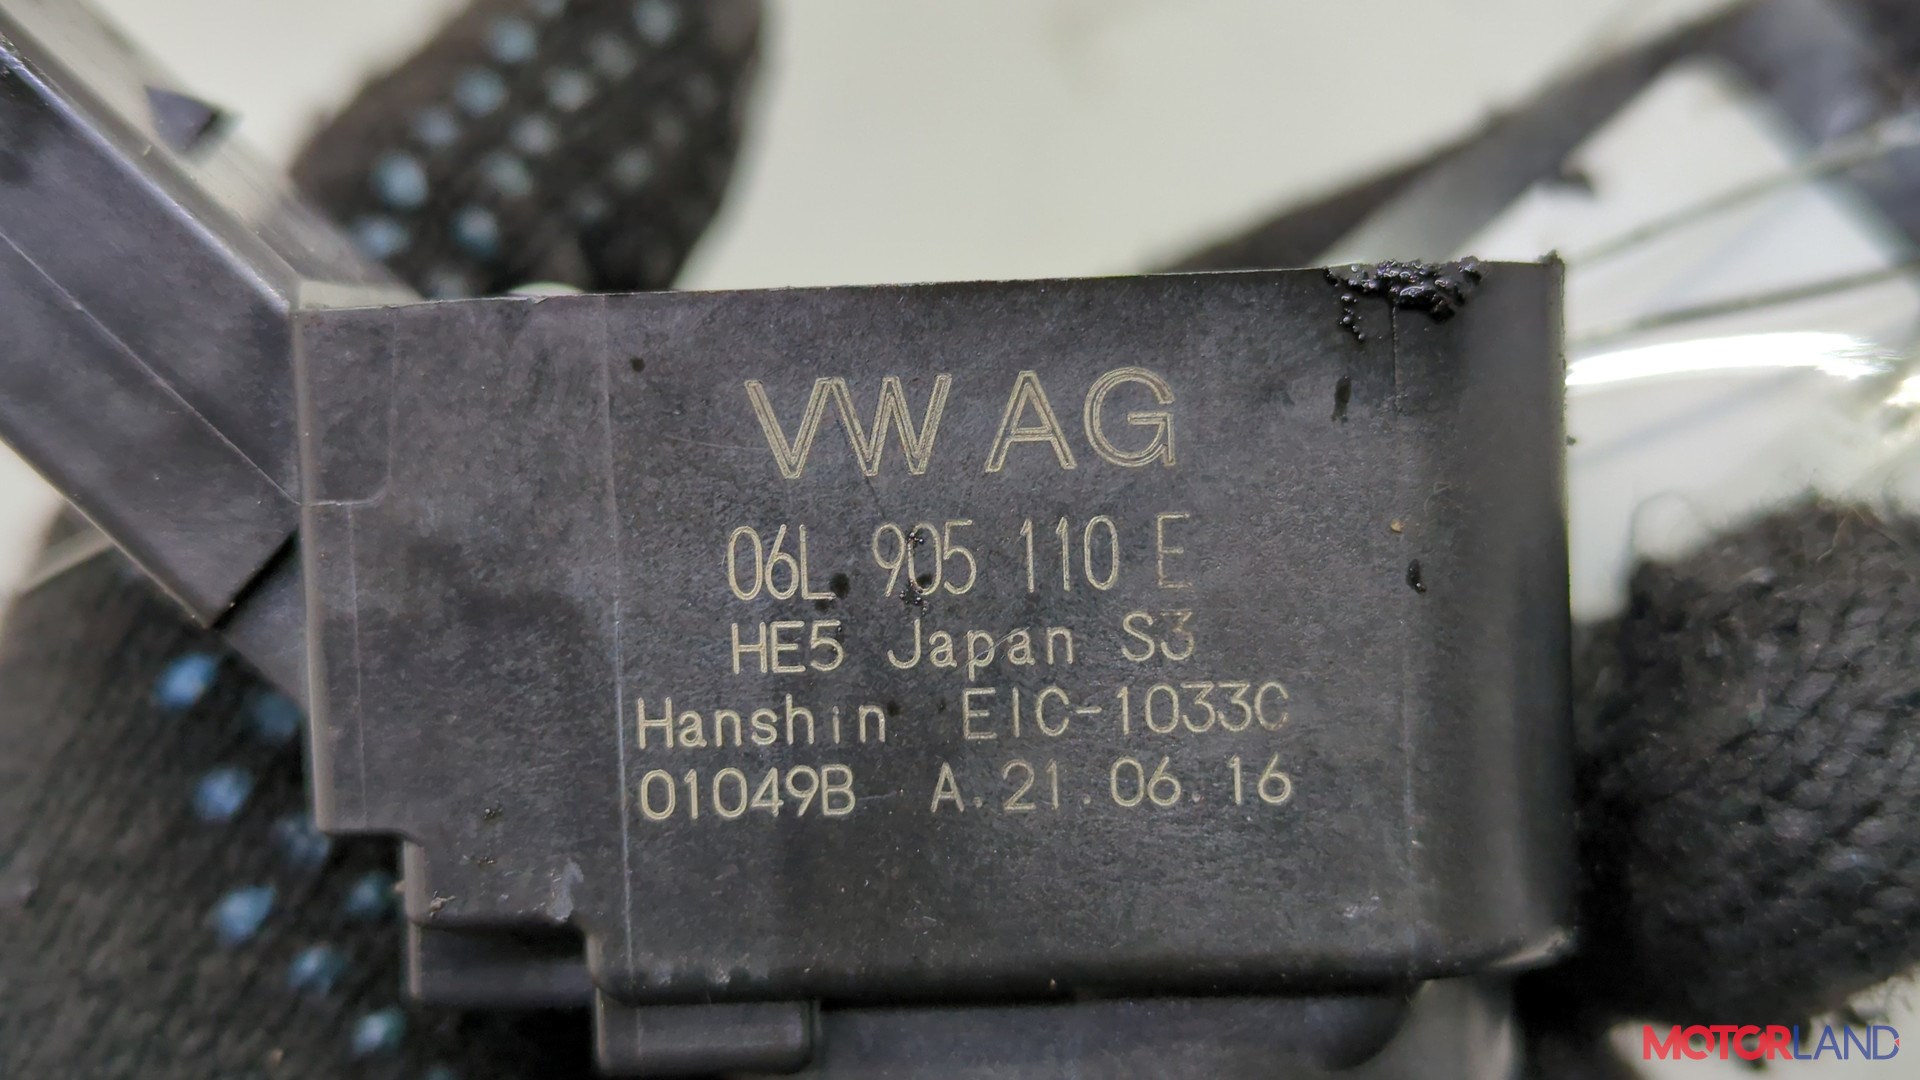 VW AG
06L 905 110 E
HE5 Japan S3
Hanshin EIC-1033C
01049B A.21.06.16
MOTORLAND